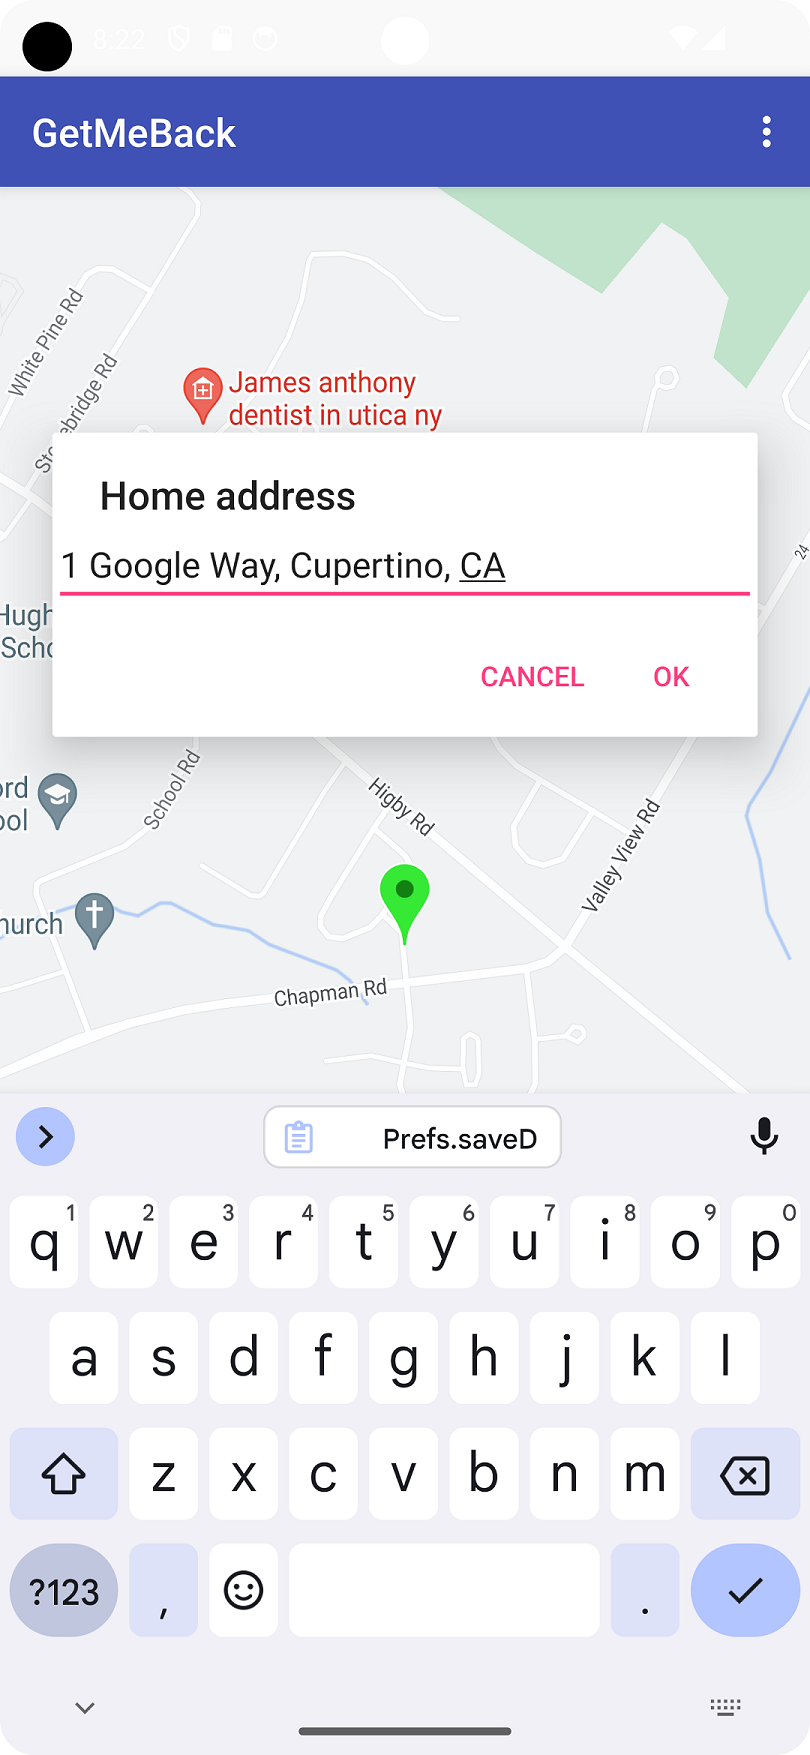 8:22
GetMeBack
White Pine Rd
Stonebridge Rd
James anthony
dentist in utica ny
24
Home address
1 Google Way, Cupertino, CA
Hugh
Scho
CANCEL OK
ord
ool
School Rd
Higby Rd
Valley View Rd
hurch
Chapman Rd
Prefs.saveD
1 2 3 4 5 6 7 8 9 0
q w e r t y u i o p
a s d f g h j k l
z x c v b n m
?123 , .